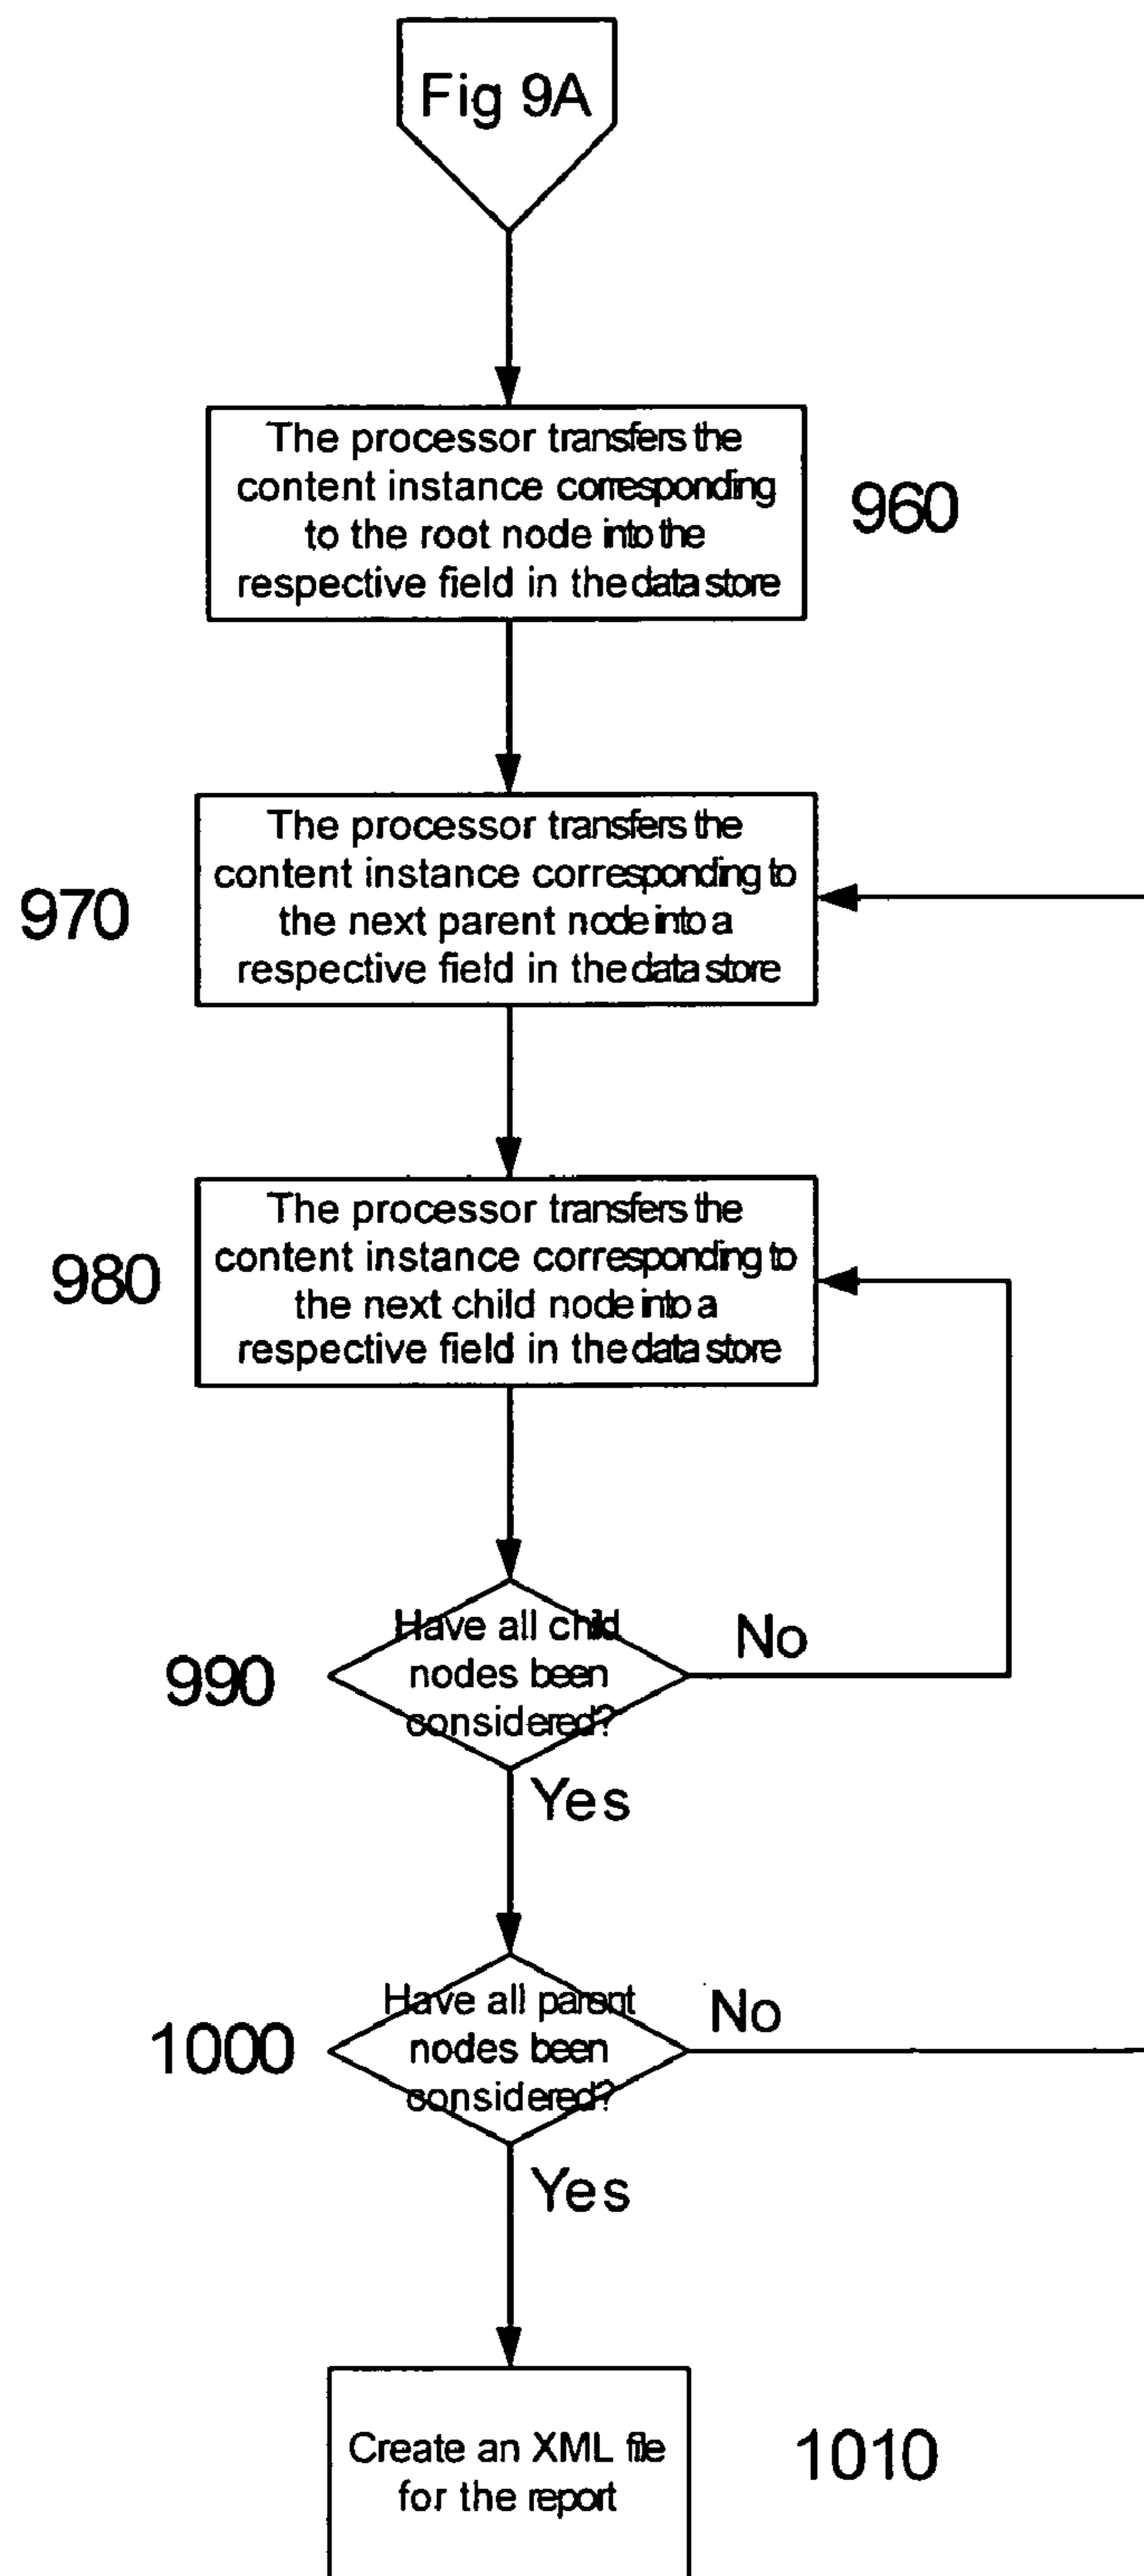 Fig 9A
The processor transfers the
content instance corresponding
to the root node into the
respective field in the data store
960
The processor transfers the
content instance corresponding to
the next parent node into a
respective field in the data store
970
The processor transfers the
content instance corresponding to
the next child node into a
respective field in the data store
980
Have all child
nodes been
considered?
990
No
Yes
Have all parent
nodes been
considered?
1000
No
Yes
Create an XML file
for the report
1010